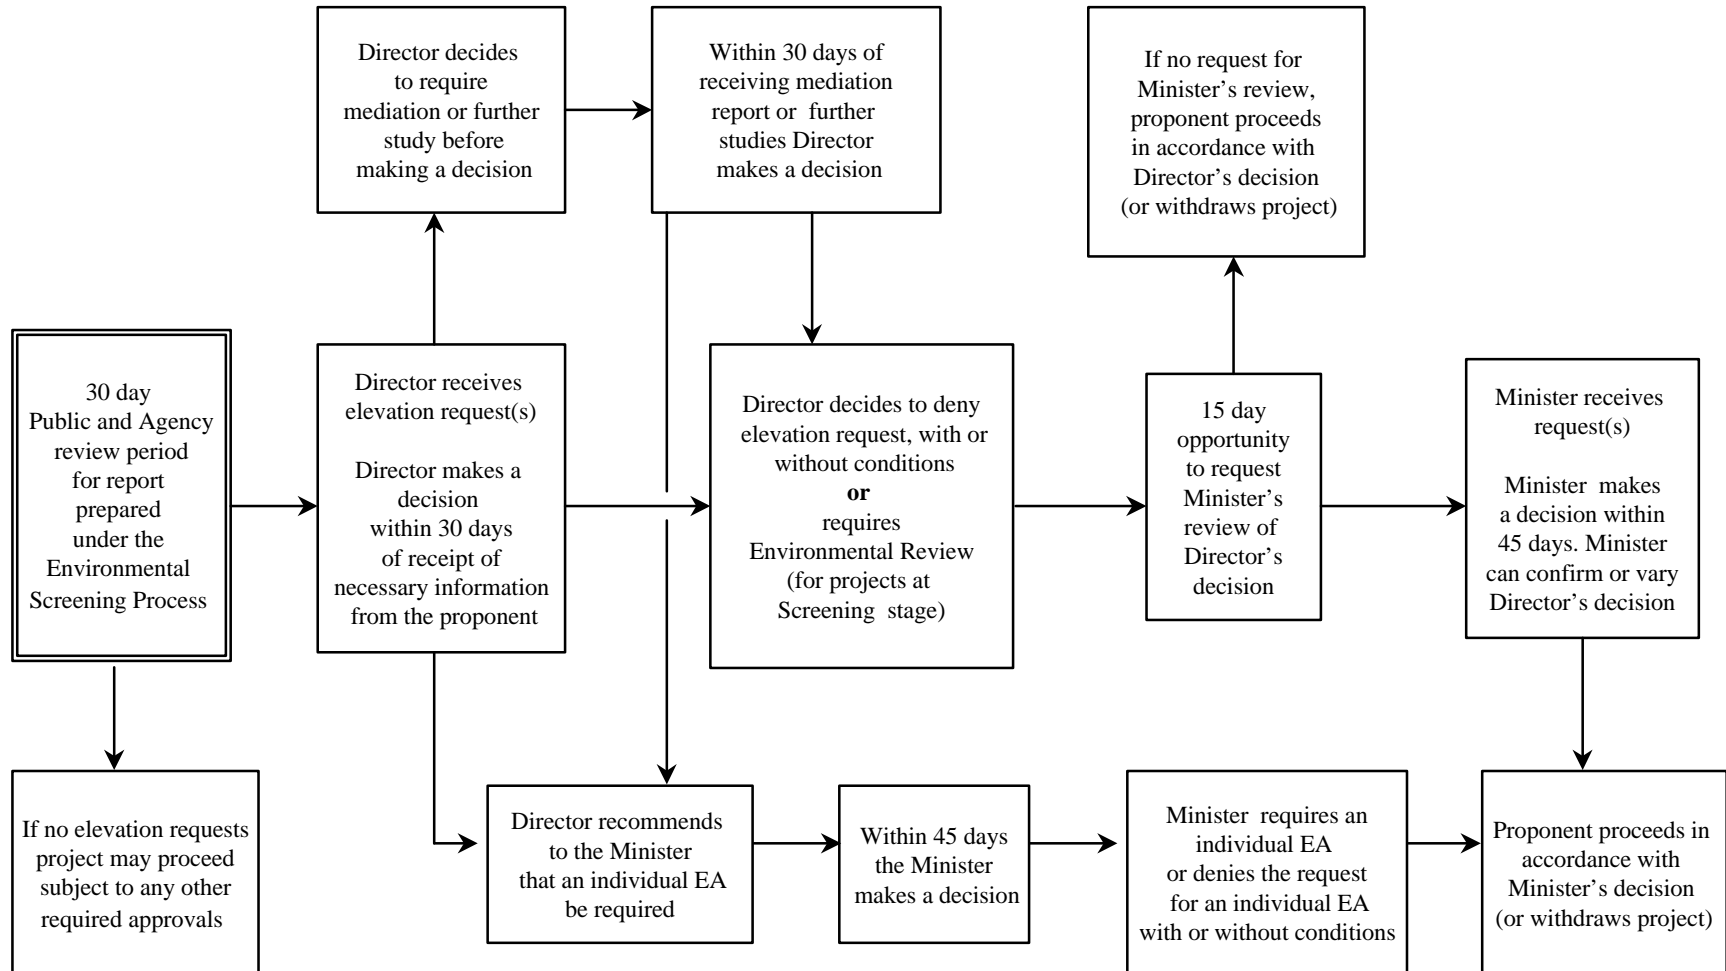 Director decides
to require
mediation or further
study before
making a decision
Within 30 days of
receiving mediation
report or further
studies Director
makes a decision
If no request for
Minister’s review,
proponent proceeds
in accordance with
Director’s decision
(or withdraws project)
30 day
Public and Agency
review period
for report
prepared
under the
Environmental
Screening Process
Director receives
elevation request(s)
Director makes a
decision
within 30 days
of receipt of
necessary information
from the proponent
Director decides to deny
elevation request, with or
without conditions
or
requires
Environmental Review
(for projects at
Screening stage)
15 day
opportunity
to request
Minister’s
review of
Director’s
decision
Minister receives
request(s)
Minister makes
a decision within
45 days. Minister
can confirm or vary
Director’s decision
If no elevation requests
project may proceed
subject to any other
required approvals
Director recommends
to the Minister
that an individual EA
be required
Within 45 days
the Minister
makes a decision
Minister requires an
individual EA
or denies the request
for an individual EA
with or without conditions
Proponent proceeds in
accordance with
Minister’s decision
(or withdraws project)